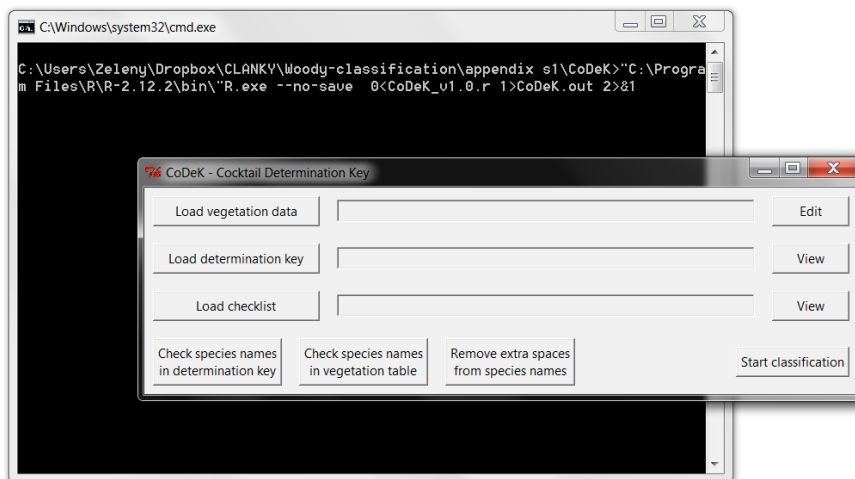 C:\Windows\system32\cmd.exe
C:\Users\Zeleny\Dropbox\CLANKY\Woody-classification\appendix s1\CoDeK>"C:\Progra
m Files\R\R-2.12.2\bin\"R.exe --no-save  0<CoDeK_v1.0.r 1>CoDeK.out 2>&1
CoDeK - Cocktail Determination Key
Load vegetation data
Edit
Load determination key
View
Load checklist
View
Check species names
in determination key
Check species names
in vegetation table
Remove extra spaces
from species names
Start classification